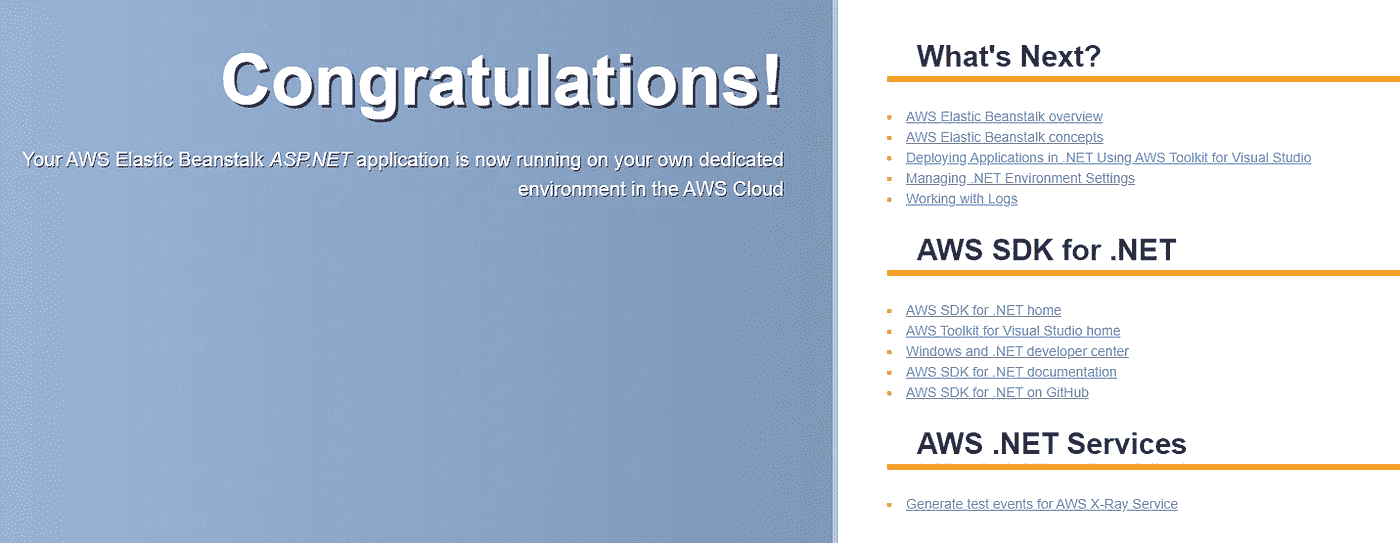 Congratulations!
Your AWS Elastic Beanstalk ASP.NET application is now running on your own dedicated
environment in the AWS Cloud
What's Next?
AWS Elastic Beanstalk overview
AWS Elastic Beanstalk concepts
Deploying Applications in .NET Using AWS Toolkit for Visual Studio
Managing .NET Environment Settings
Working with Logs
AWS SDK for .NET
AWS SDK for .NET home
AWS Toolkit for Visual Studio home
Windows and .NET developer center
AWS SDK for .NET documentation
AWS SDK for .NET on GitHub
AWS .NET Services
Generate test events for AWS X-Ray Service